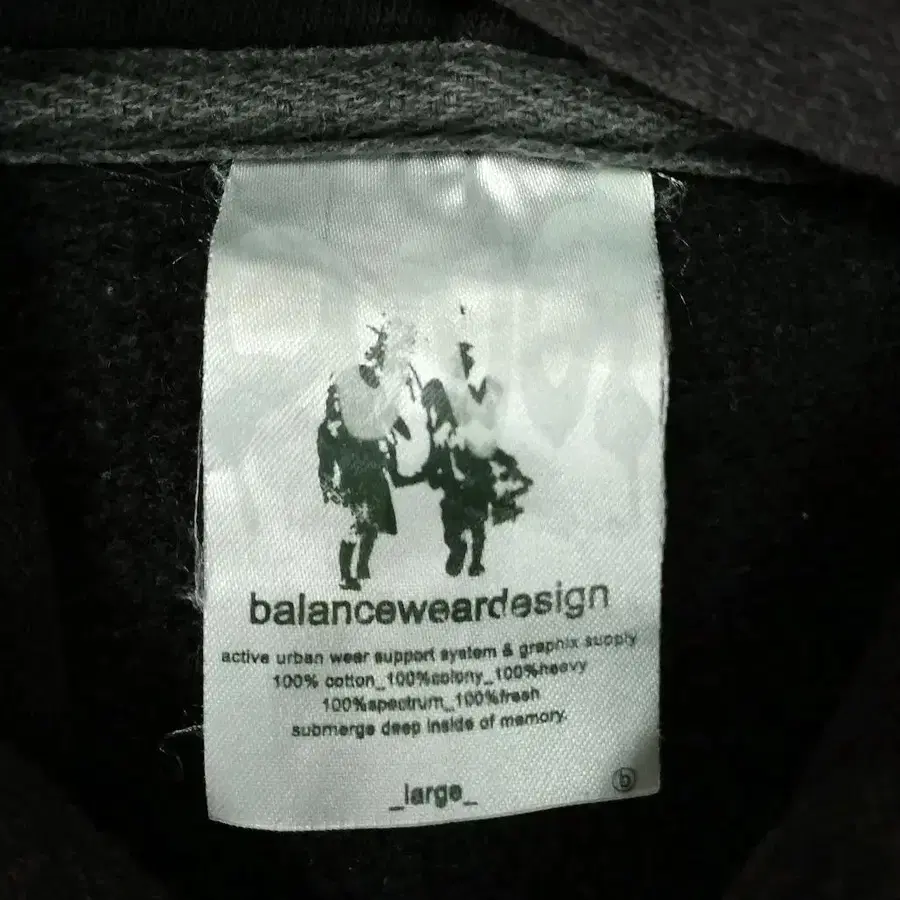 balanceweardesign
active urban wear support system & graphix supply
100% cotton_100%colony_100%heavy
100%spectrum_100%fresh
submerge deep inside of memory.
_large_
b